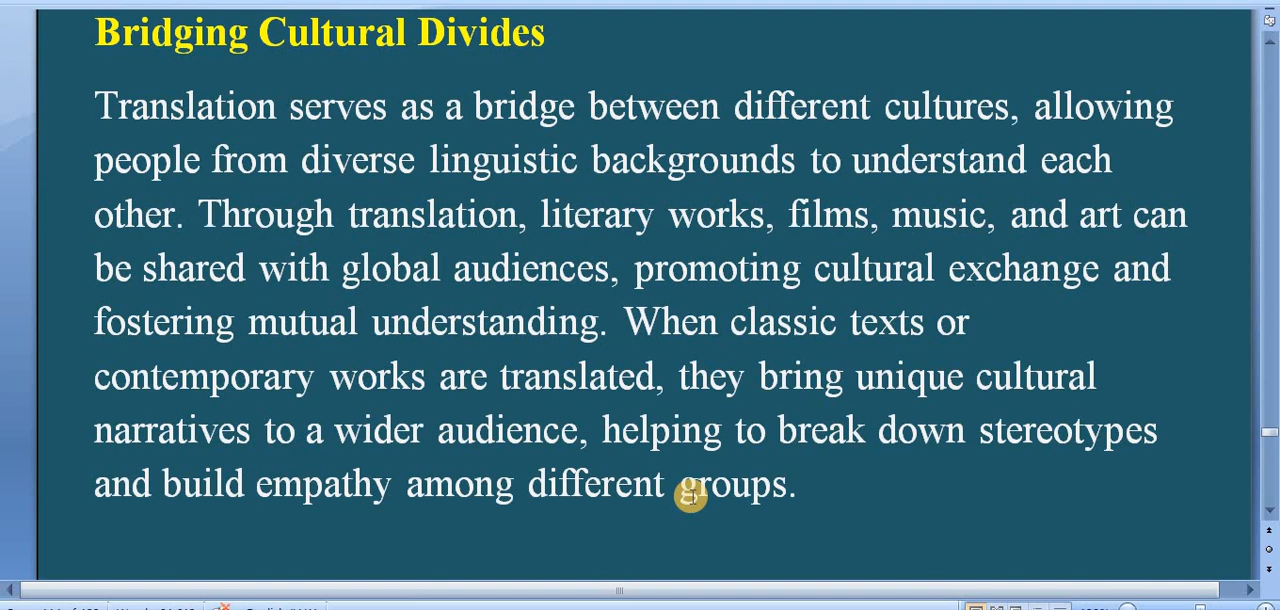 Bridging Cultural Divides
Translation serves as a bridge between different cultures, allowing
people from diverse linguistic backgrounds to understand each
other. Through translation, literary works, films, music, and art can
be shared with global audiences, promoting cultural exchange and
fostering mutual understanding. When classic texts or
contemporary works are translated, they bring unique cultural
narratives to a wider audience, helping to break down stereotypes
and build empathy among different groups.